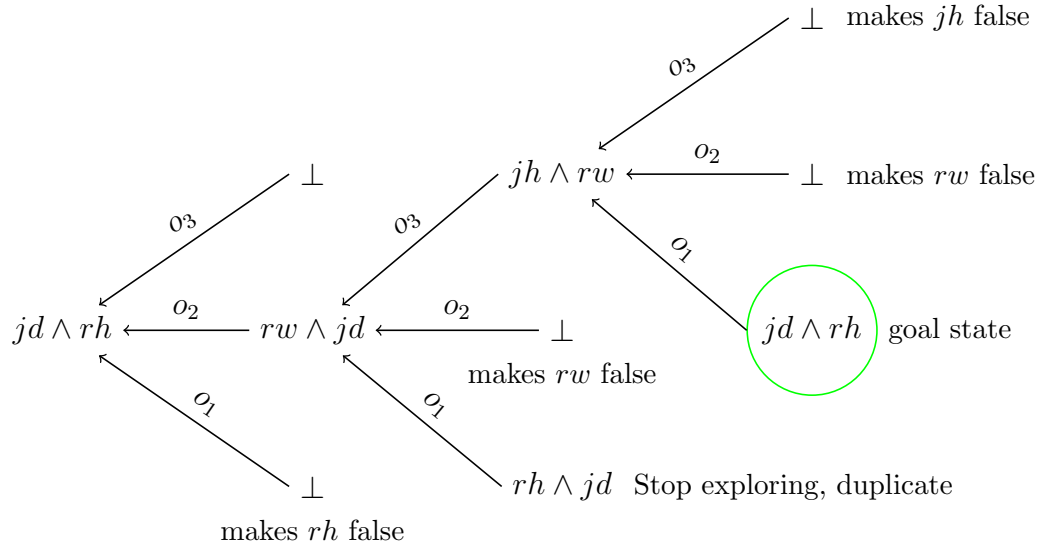 ⊥ makes jh false
o₃
jh ∧ rw
o₂
⊥ makes rw false
⊥
o₃
o₃
o₁
jd ∧ rh
o₂
rw ∧ jd
o₂
⊥
makes rw false
jd ∧ rh goal state
o₁
o₁
⊥
makes rh false
rh ∧ jd Stop exploring, duplicate